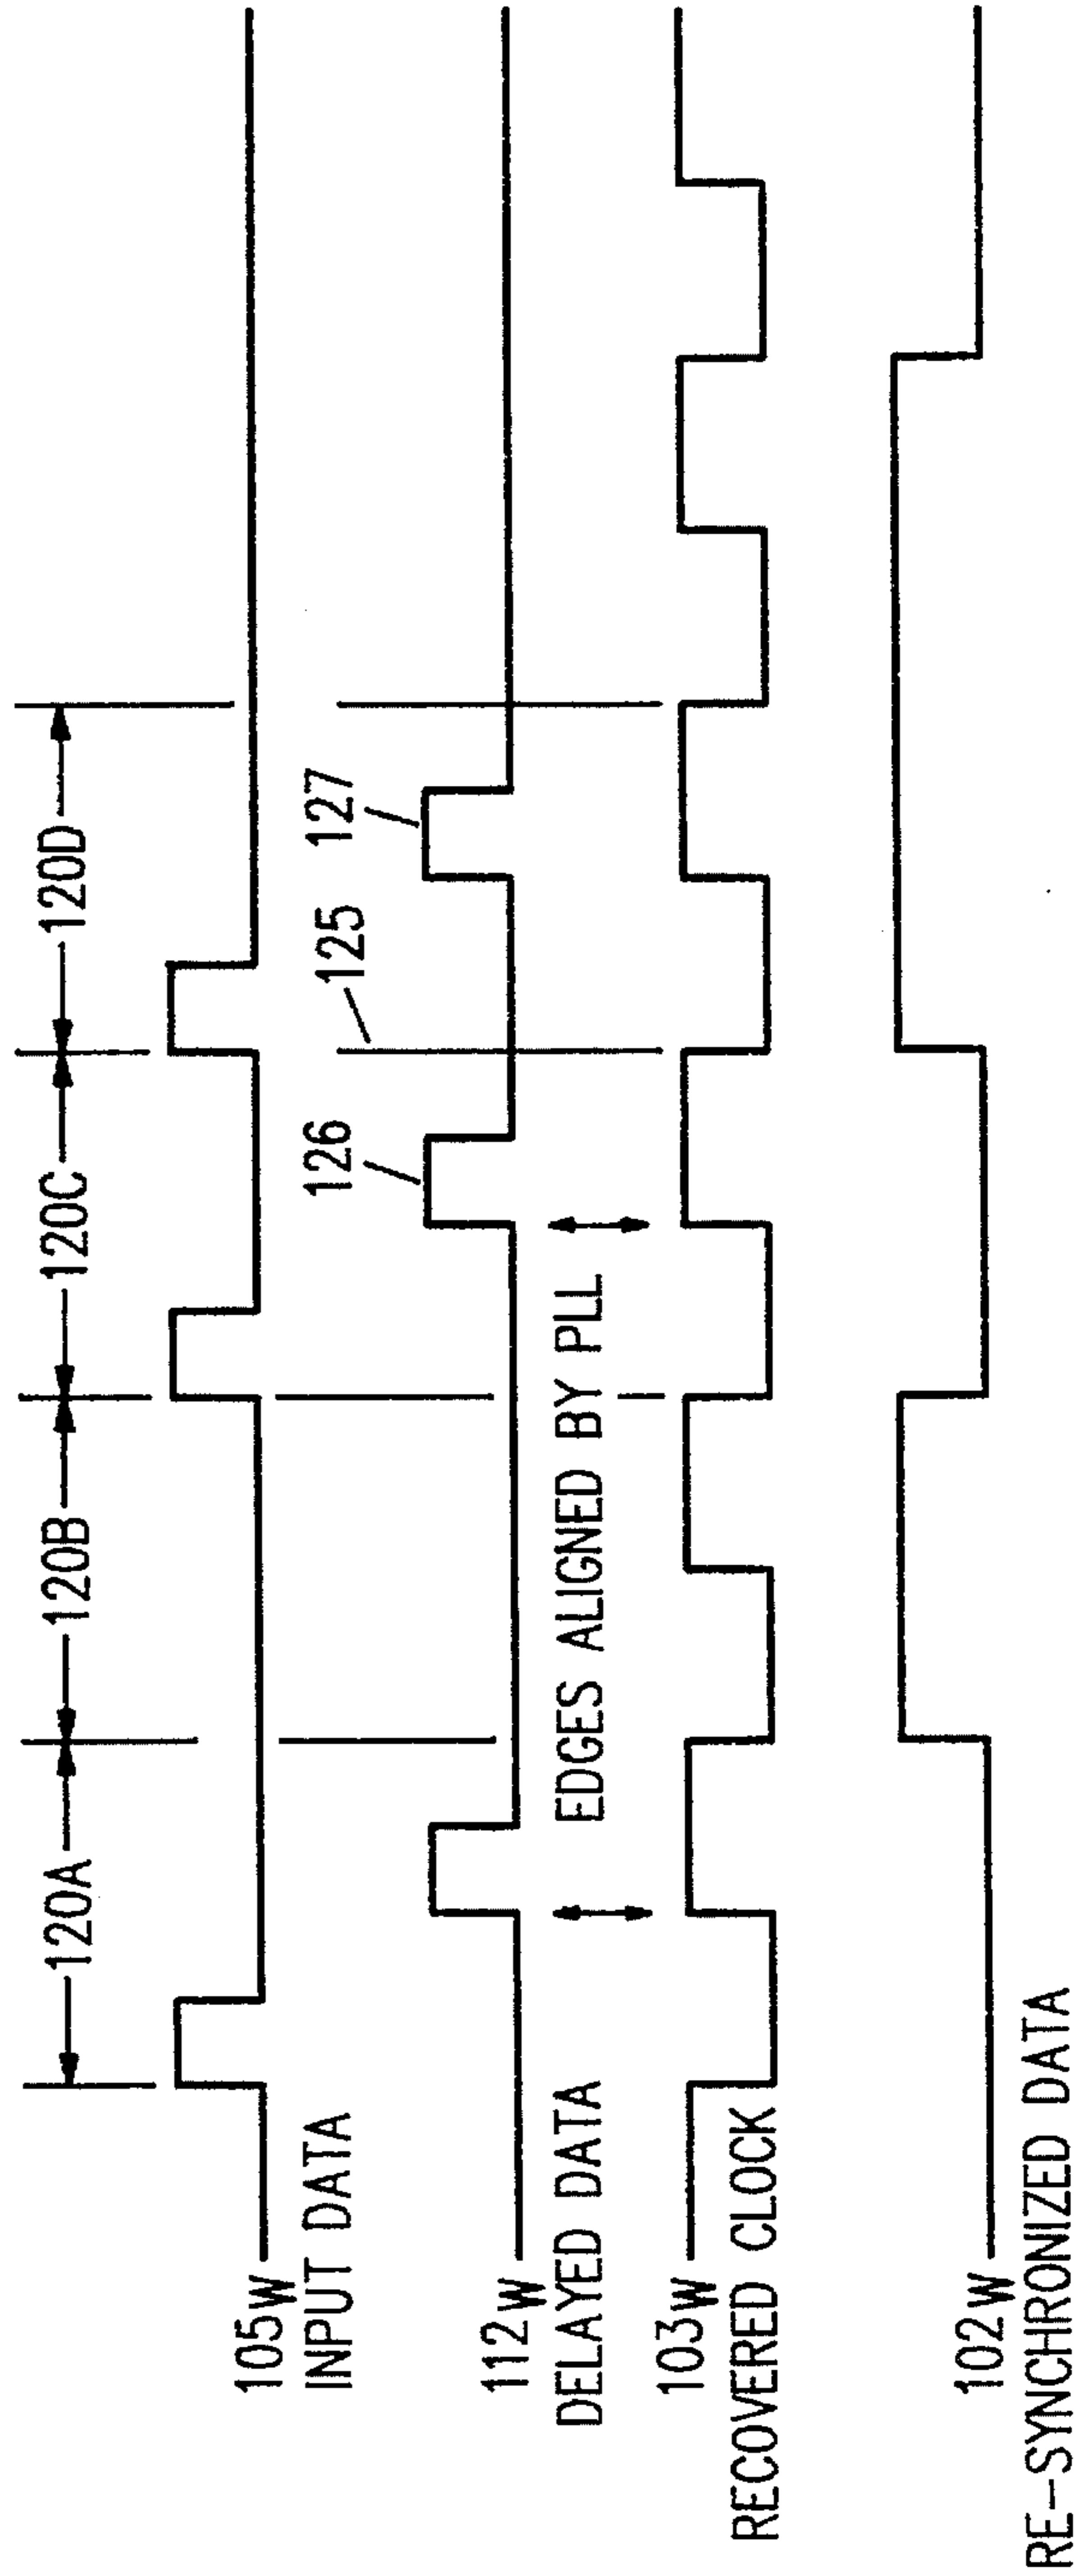 120A
120B
120C
120D
105W
INPUT DATA
126
125
127
112W
DELAYED DATA
EDGES ALIGNED BY PLL
103W
RECOVERED CLOCK
102W
RE-SYNCHRONIZED DATA